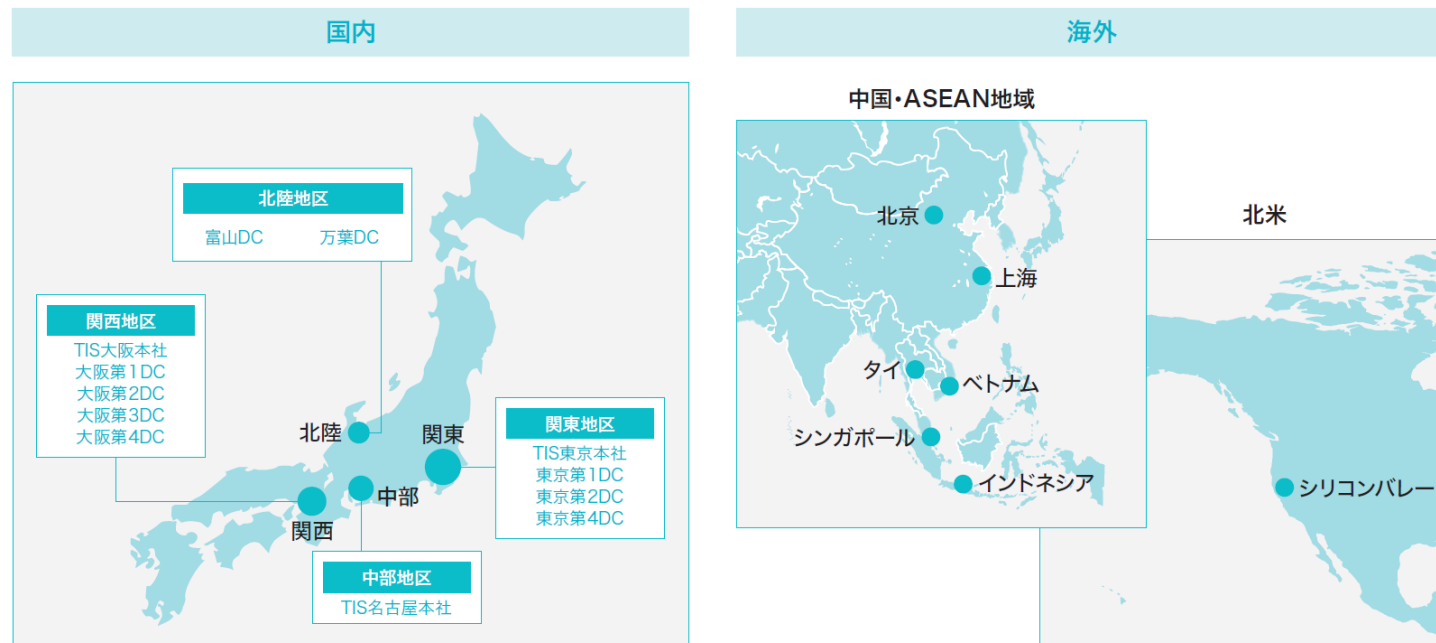 国内
北陸地区
富山DC 万葉DC
関西地区
TIS大阪本社
大阪第1DC
大阪第2DC
大阪第3DC
大阪第4DC
北陸
関東
中部
関西
関東地区
TIS東京本社
東京第1DC
東京第2DC
東京第4DC
中部地区
TIS名古屋本社
海外
中国・ASEAN地域
北京
上海
タイ
ベトナム
シンガポール
インドネシア
北米
シリコンバレー